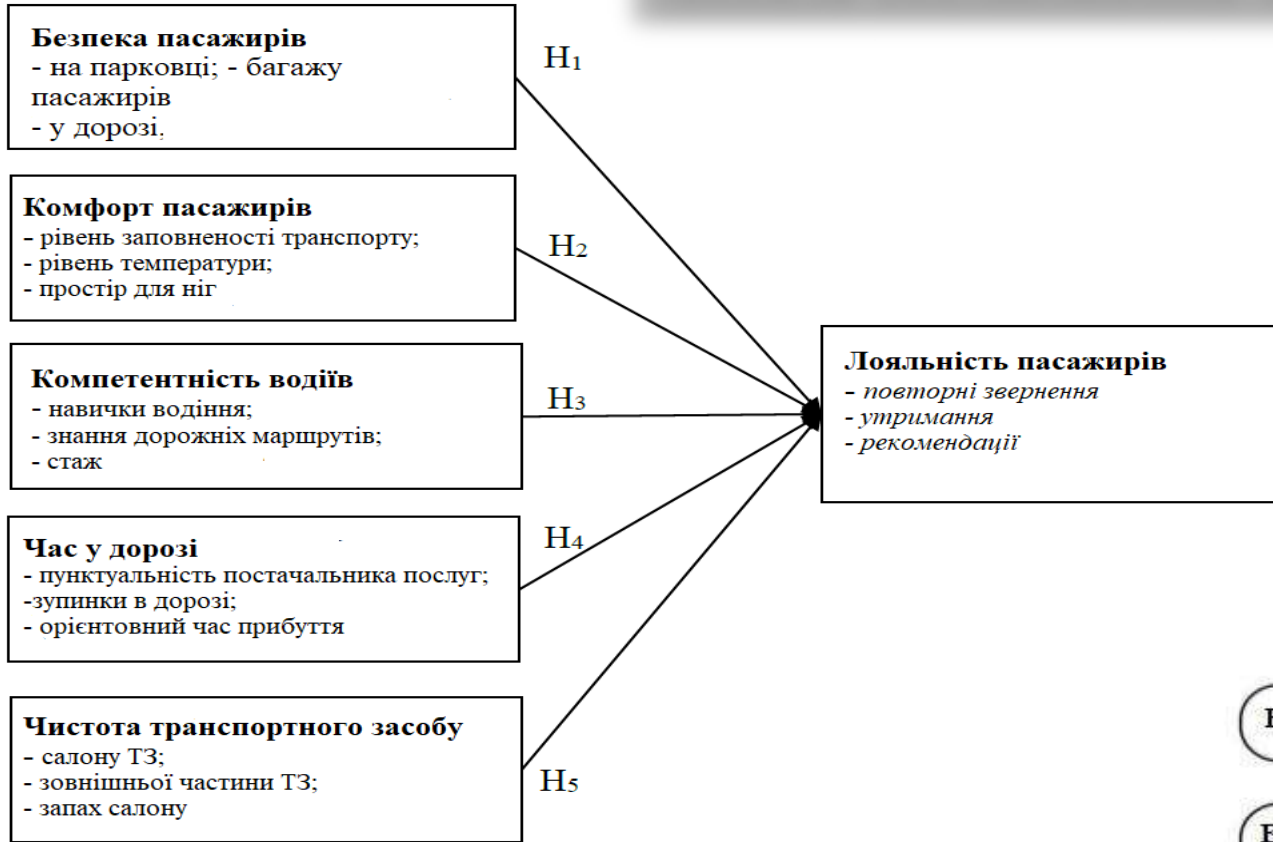 Безпека пасажирів
- на парковці; - багажу
пасажирів
- у дорозі,
H₁
Комфорт пасажирів
- рівень заповненості транспорту;
- рівень температури;
- простір для ніг
H₂
Компетентність водіїв
- навички водіння;
- знання дорожніх маршрутів;
- стаж
H₃
Час у дорозі
- пунктуальність постачальника послуг;
-зупинки в дорозі;
- орієнтовний час прибуття
H₄
Чистота транспортного засобу
- салону ТЗ;
- зовнішньої частини ТЗ;
- запах салону
H₅
Лояльність пасажирів
- повторні звернення
- утримання
- рекомендації